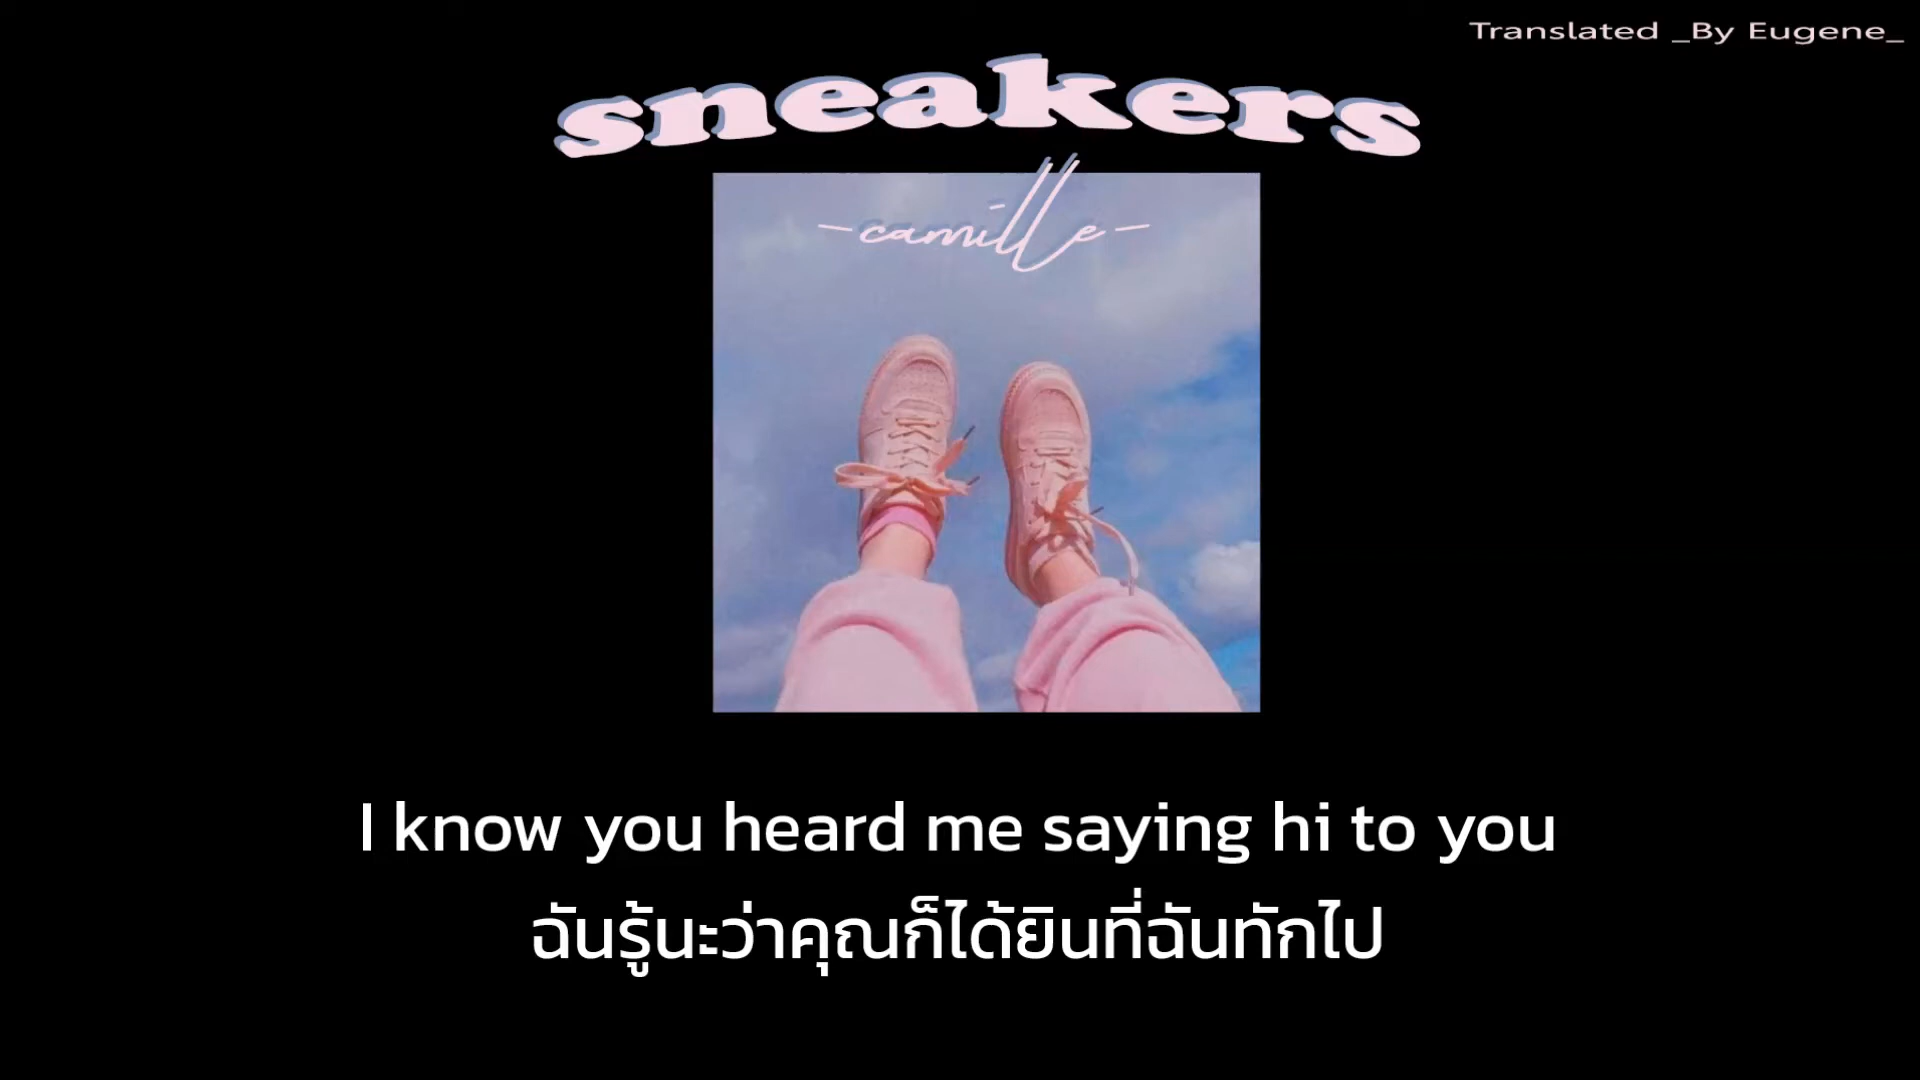 Translated _By Eugene_
sneakers
-camille-
I know you heard me saying hi to you
ฉันรู้นะว่าคุณก็ได้ยินที่ฉันทักไป